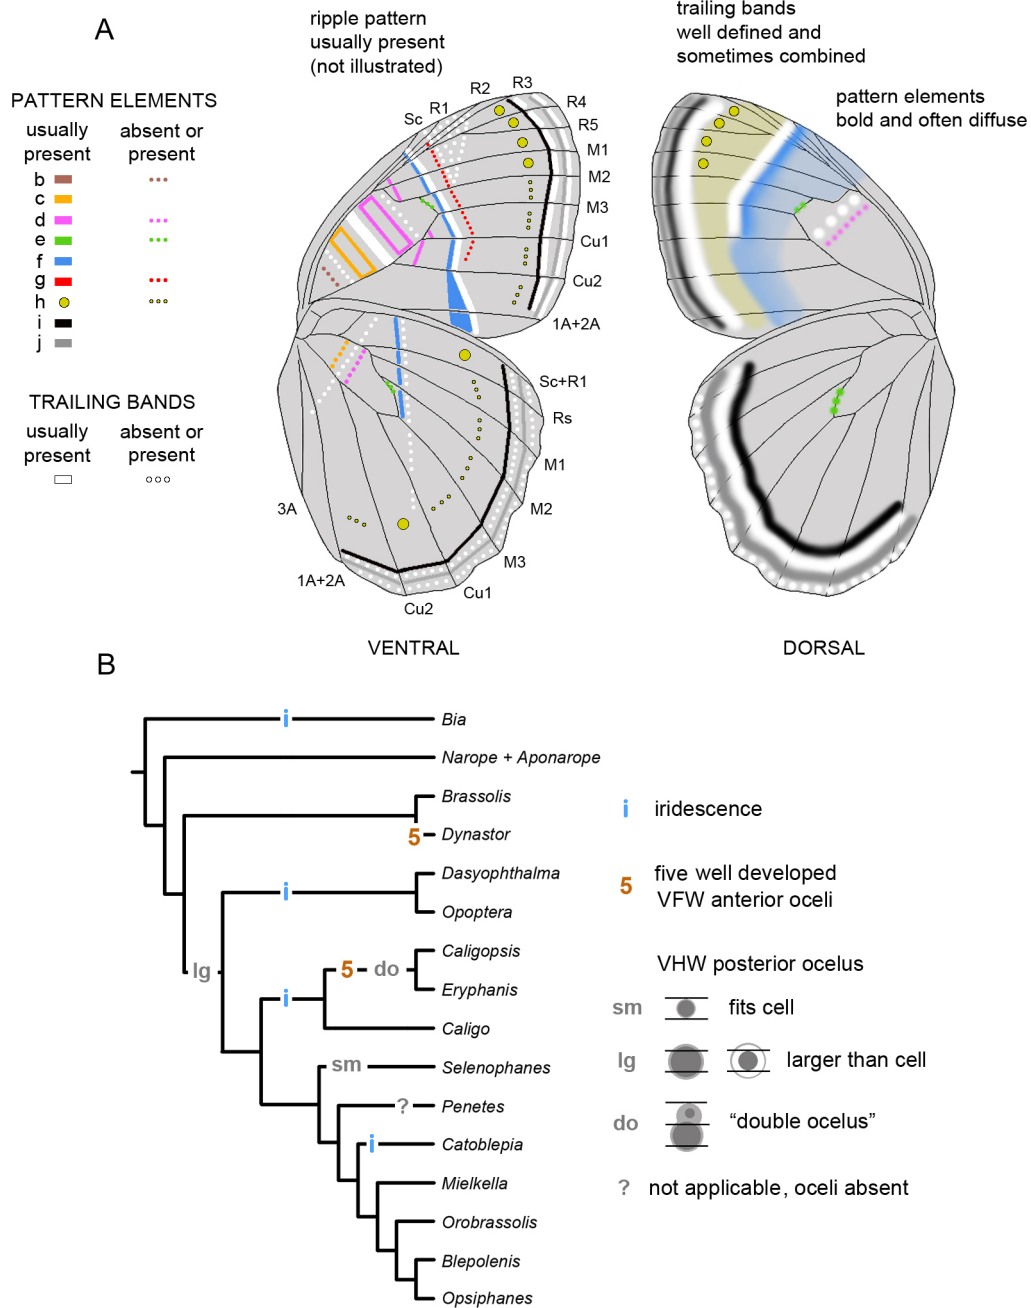 A
ripple pattern
usually present
(not illustrated)
trailing bands
well defined and
sometimes combined
pattern elements
bold and often diffuse
PATTERN ELEMENTS
usually present
absent or present
b
c
d
e
f
g
h
i
j
TRAILING BANDS
usually present
absent or present
Sc
R1
R2
R3
R4
R5
M1
M2
M3
Cu1
Cu2
1A+2A
Sc+R1
Rs
M1
M2
M3
Cu1
Cu2
1A+2A
3A
VENTRAL
DORSAL
B
i
Bia
Narope + Aponarope
Brassolis
5
Dynastor
Dasyophthalma
i
Opoptera
Caligopsis
lg
5
do
Eryphanis
i
Caligo
sm
Selenophanes
?
Penetes
i
Catoblepia
Mielkella
Orobrassolis
Blepolenis
Opsiphanes
i iridescence
5 five well developed
VFW anterior oceli
VHW posterior ocelus
sm fits cell
lg larger than cell
do “double ocelus”
? not applicable, oceli absent